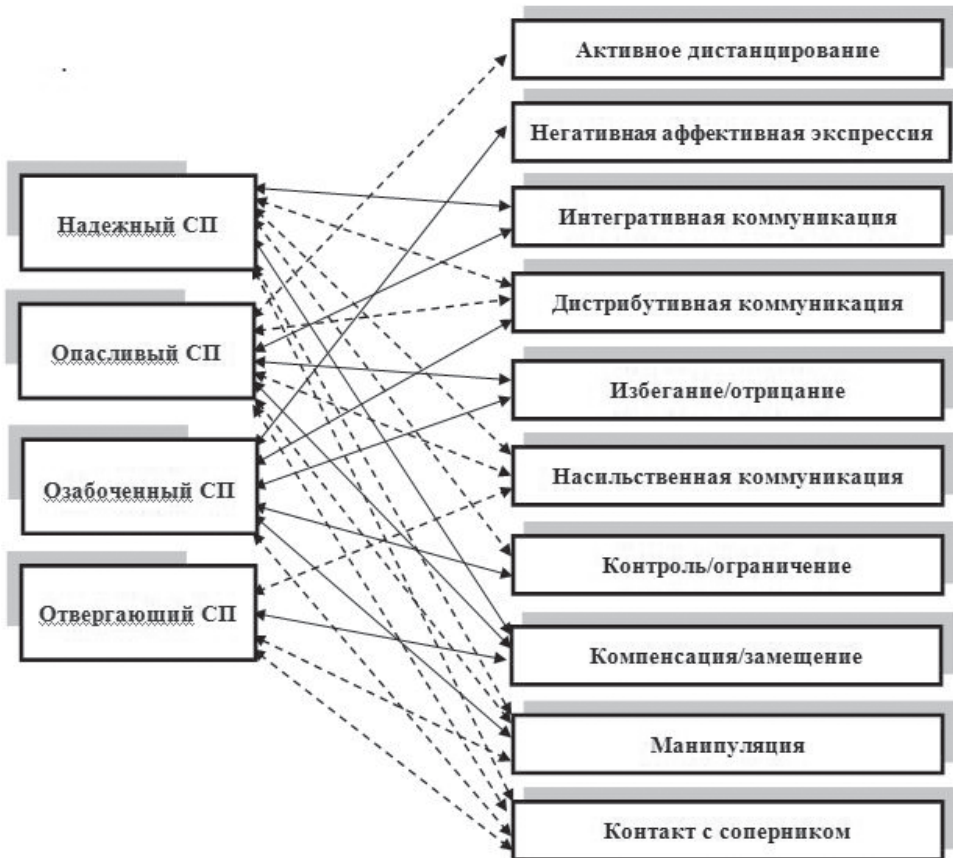 Активное дистанцирование
Негативная аффективная экспрессия
Надежный СП
Интегративная коммуникация
Дистрибутивная коммуникация
Опасливый СП
Избегание/отрицание
Озабоченный СП
Насильственная коммуникация
Контроль/ограничение
Отвергающий СП
Компенсация/замещение
Манипуляция
Контакт с соперником